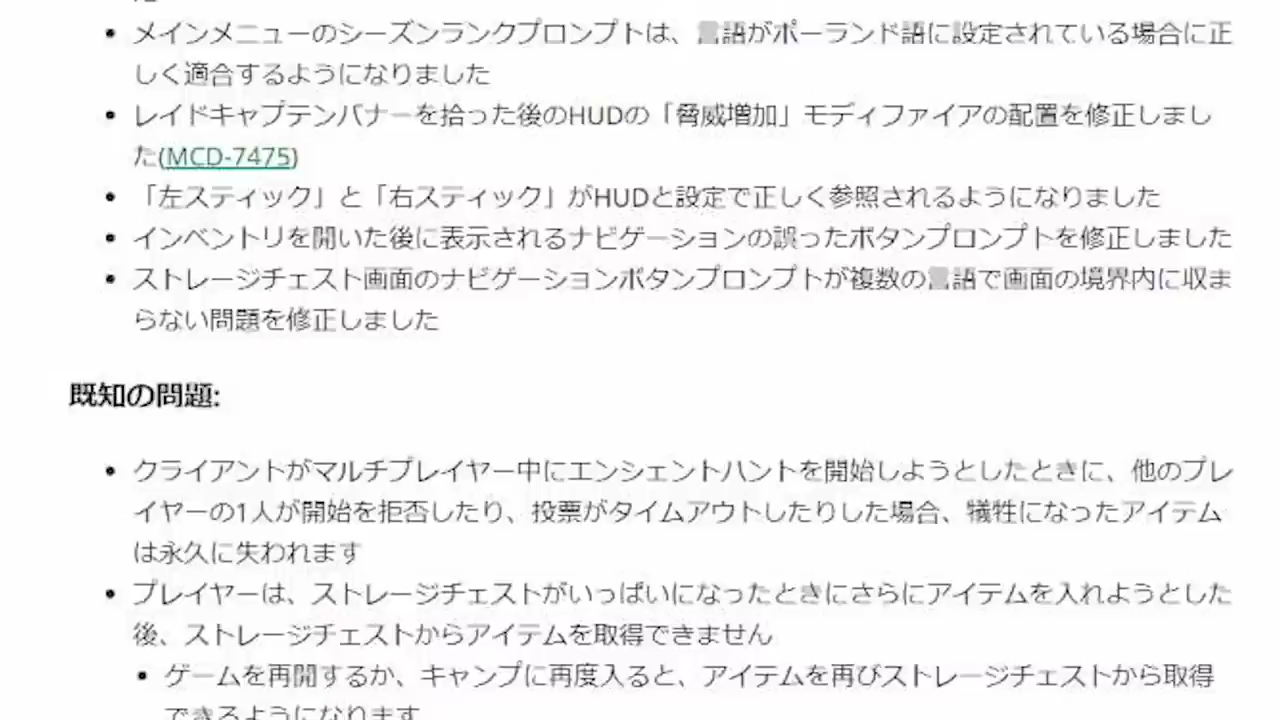 メインメニューのシーズンランクプロンプトは、言語がポーランド語に設定されている場合に正
しく適合するようになりました
レイドキャプテンバナーを拾った後のHUDの「脅威増加」モディファイアの配置を修正しまし
た(MCD-7475)
「左スティック」と「右スティック」がHUDと設定で正しく参照されるようになりました
インベントリを開いた後に表示されるナビゲーションの誤ったボタンプロンプトを修正しました
ストレージチェスト画面のナビゲーションボタンプロンプトが複数の言語で画面の境界内に収ま
らない問題を修正しました
既知の問題:
クライアントがマルチプレイヤー中にエンシェントハントを開始しようとしたときに、他のプレ
イヤーの1人が開始を拒否したり、投票がタイムアウトしたりした場合、犠牲になったアイテム
は永久に失われます
プレイヤーは、ストレージチェストがいっぱいになったときにさらにアイテムを入れようとした
後、ストレージチェストからアイテムを取得できません
ゲームを再開するか、キャンプに再度入ると、アイテムを再びストレージチェストから取得
できるようになります